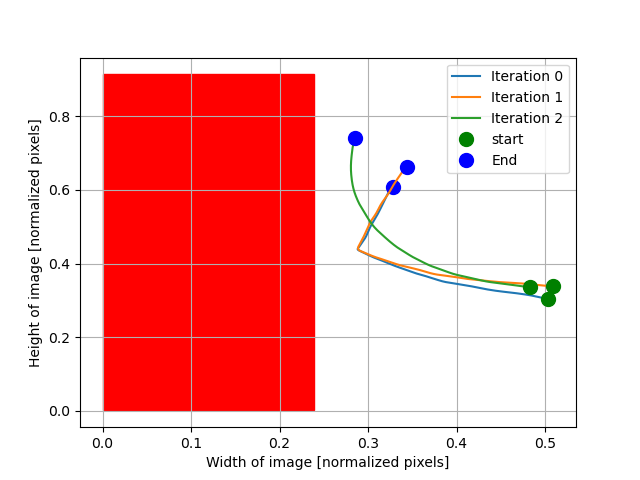 Iteration 0
Iteration 1
Iteration 2
start
End
Height of image [normalized pixels]
0.8
0.6
0.4
0.2
0.0
0.0 0.1 0.2 0.3 0.4 0.5
Width of image [normalized pixels]